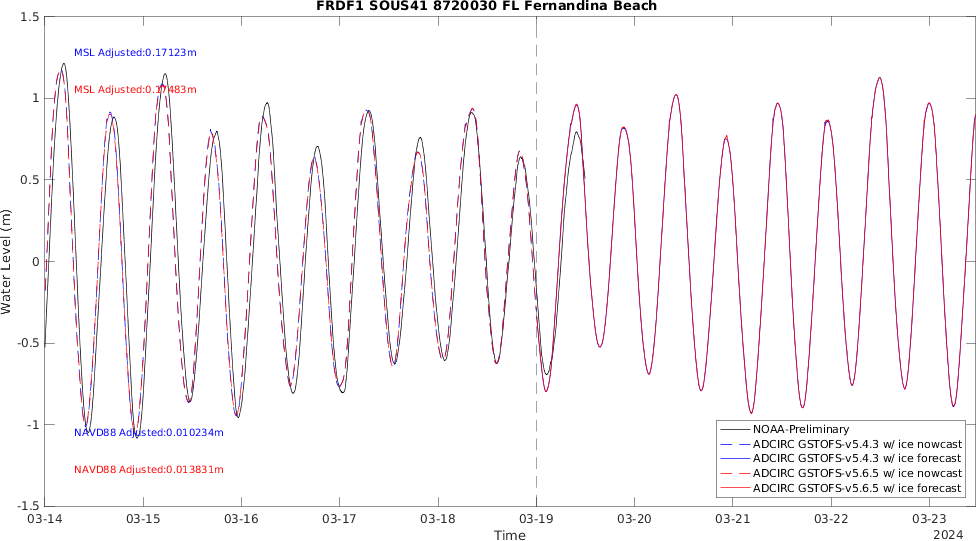 FRDF1 SOUS41 8720030 FL Fernandina Beach
1.5
1
0.5
0
-0.5
-1
-1.5
Water Level (m)
MSL Adjusted:0.17123m
MSL Adjusted:0.17483m
NAVD88 Adjusted:0.010234m
NAVD88 Adjusted:0.013831m
NOAA-Preliminary
ADCIRC GSTOFS-v5.4.3 w/ ice nowcast
ADCIRC GSTOFS-v5.4.3 w/ ice forecast
ADCIRC GSTOFS-v5.6.5 w/ ice nowcast
ADCIRC GSTOFS-v5.6.5 w/ ice forecast
03-14 03-15 03-16 03-17 03-18 03-19 03-20 03-21 03-22 03-23
Time
2024